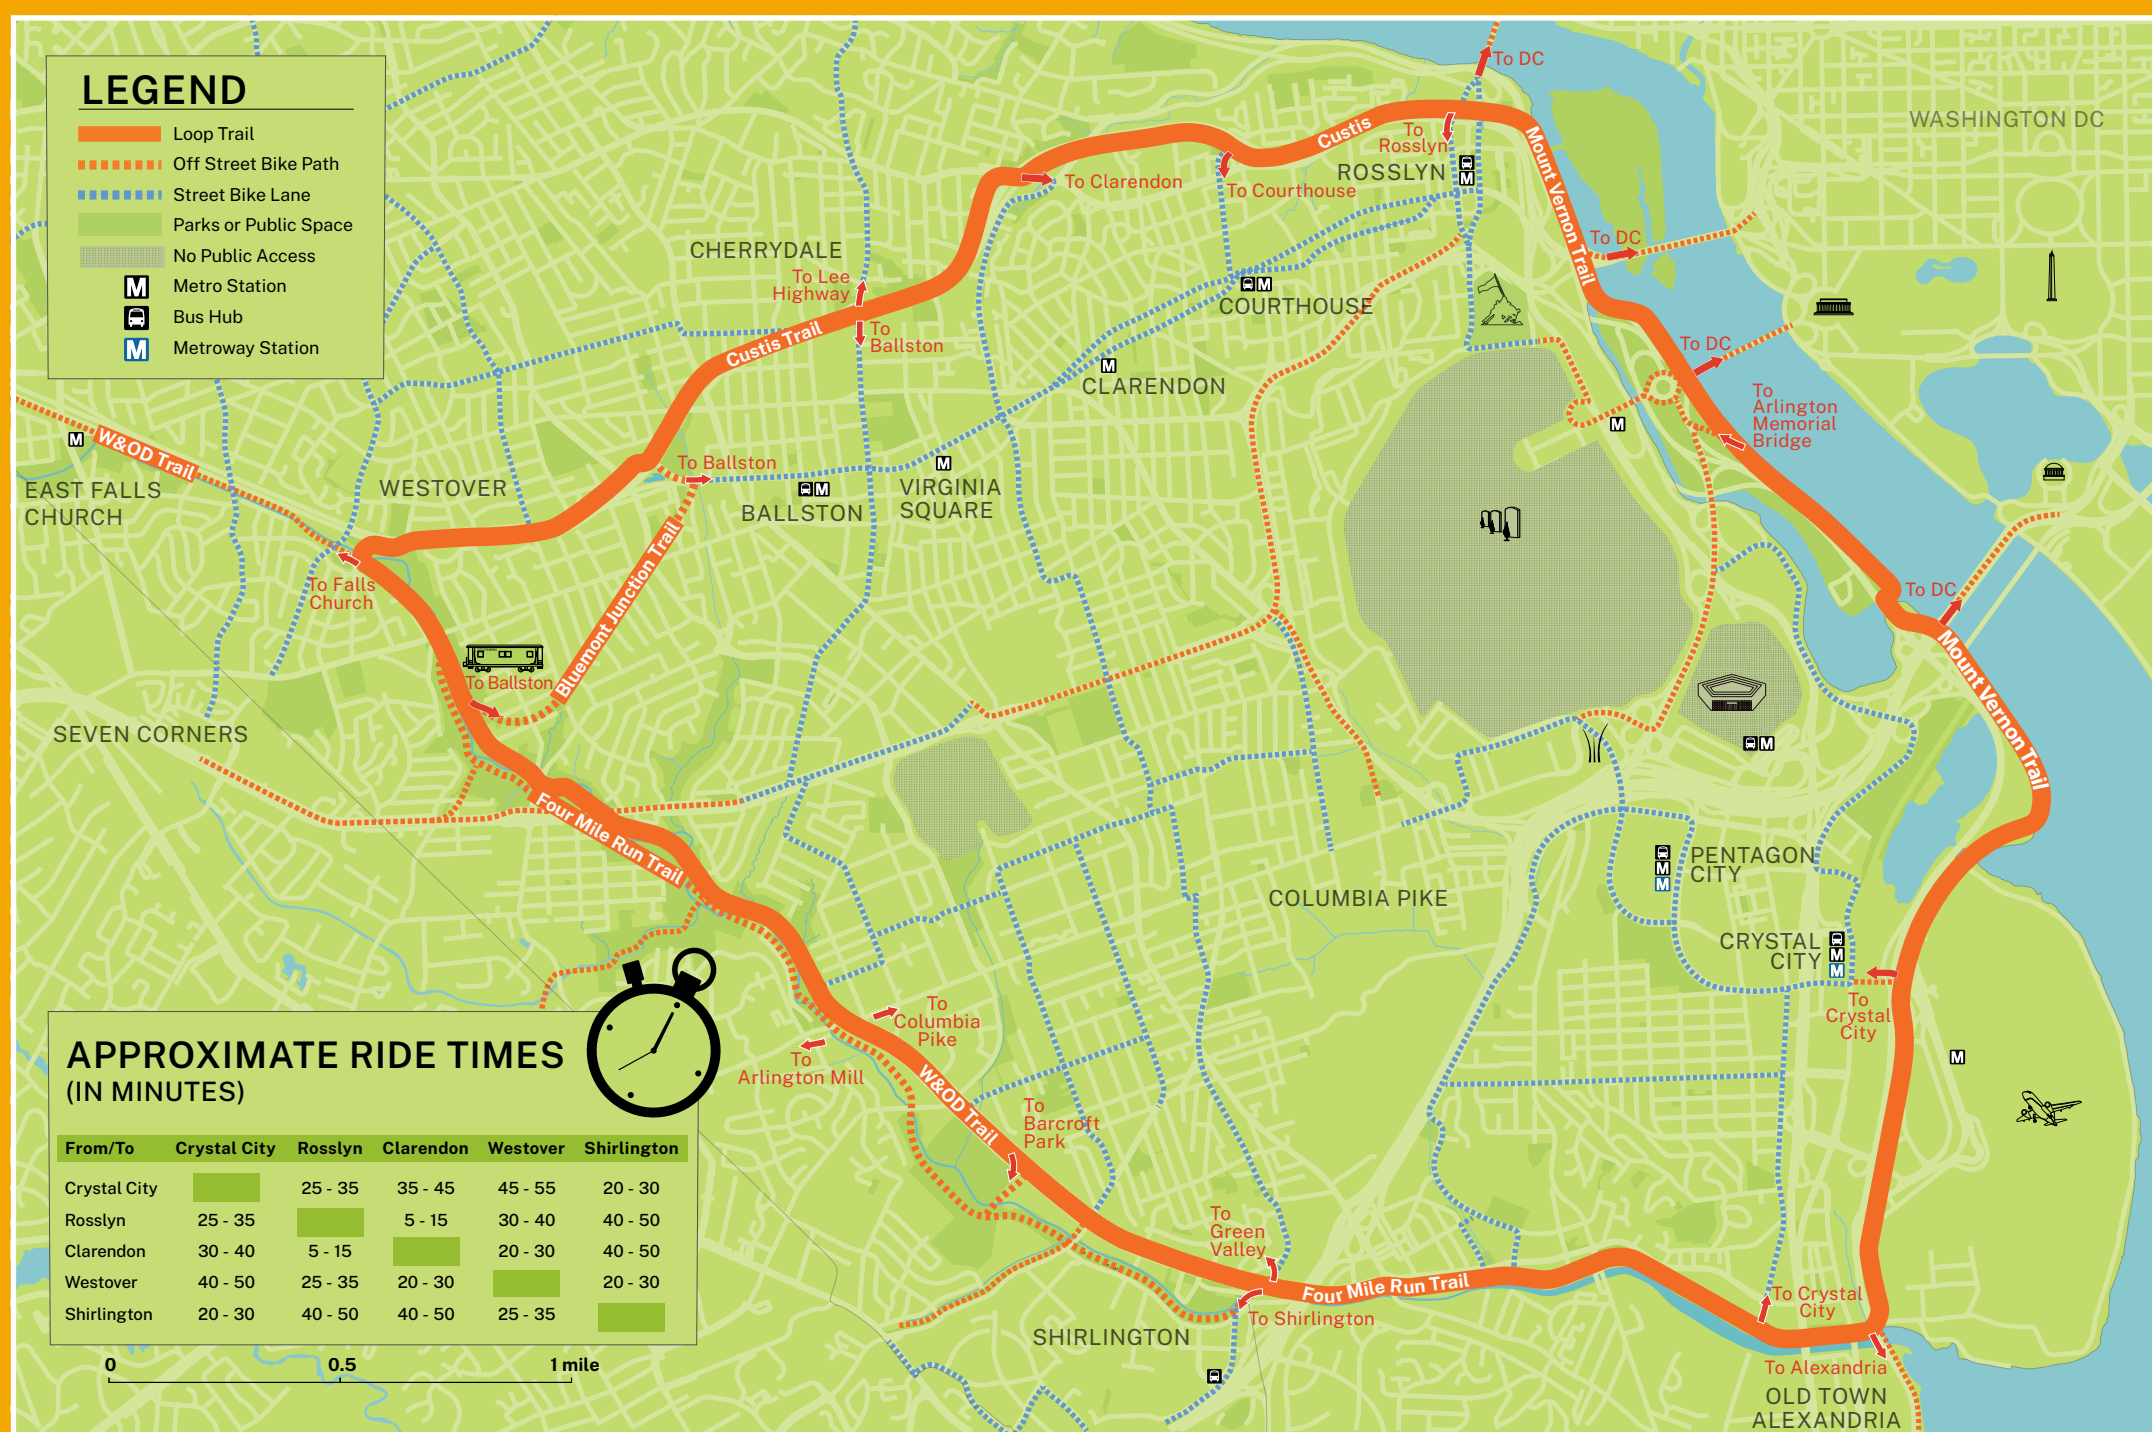 LEGEND
Loop Trail
Off Street Bike Path
Street Bike Lane
Parks or Public Space
No Public Access
M Metro Station
Bus Hub
M Metroway Station
To DC
WASHINGTON DC
Custis
To
Rosslyn
ROSSLYN
M
Mount Vernon Trail
To Clarendon
To Courthouse
To DC
CHERRYDALE
To Lee
Highway
M
COURTHOUSE
Custis Trail
To
Ballston
To DC
M
CLARENDON
To
Arlington
Memorial
Bridge
M
W&OD Trail
M
To Ballston
M
EAST FALLS
CHURCH
WESTOVER
M
BALLSTON
VIRGINIA
SQUARE
To Falls
Church
Bluemont Junction Trail
To DC
Mount Vernon Trail
To Ballston
SEVEN CORNERS
M
Four Mile Run Trail
M
M
PENTAGON
CITY
COLUMBIA PIKE
CRYSTAL
CITY
M
M
To
Crystal
City
To
Columbia
Pike
To
Arlington Mill
M
W&OD Trail
To
Barcroft
Park
To
Green
Valley
Four Mile Run Trail
To Shirlington
SHIRLINGTON
To Crystal
City
To Alexandria
OLD TOWN
ALEXANDRIA
APPROXIMATE RIDE TIMES
(IN MINUTES)
From/To Crystal City Rosslyn Clarendon Westover Shirlington
Crystal City 25 - 35 35 - 45 45 - 55 20 - 30
Rosslyn 25 - 35 5 - 15 30 - 40 40 - 50
Clarendon 30 - 40 5 - 15 20 - 30 40 - 50
Westover 40 - 50 25 - 35 20 - 30 20 - 30
Shirlington 20 - 30 40 - 50 40 - 50 25 - 35
0 0.5 1 mile